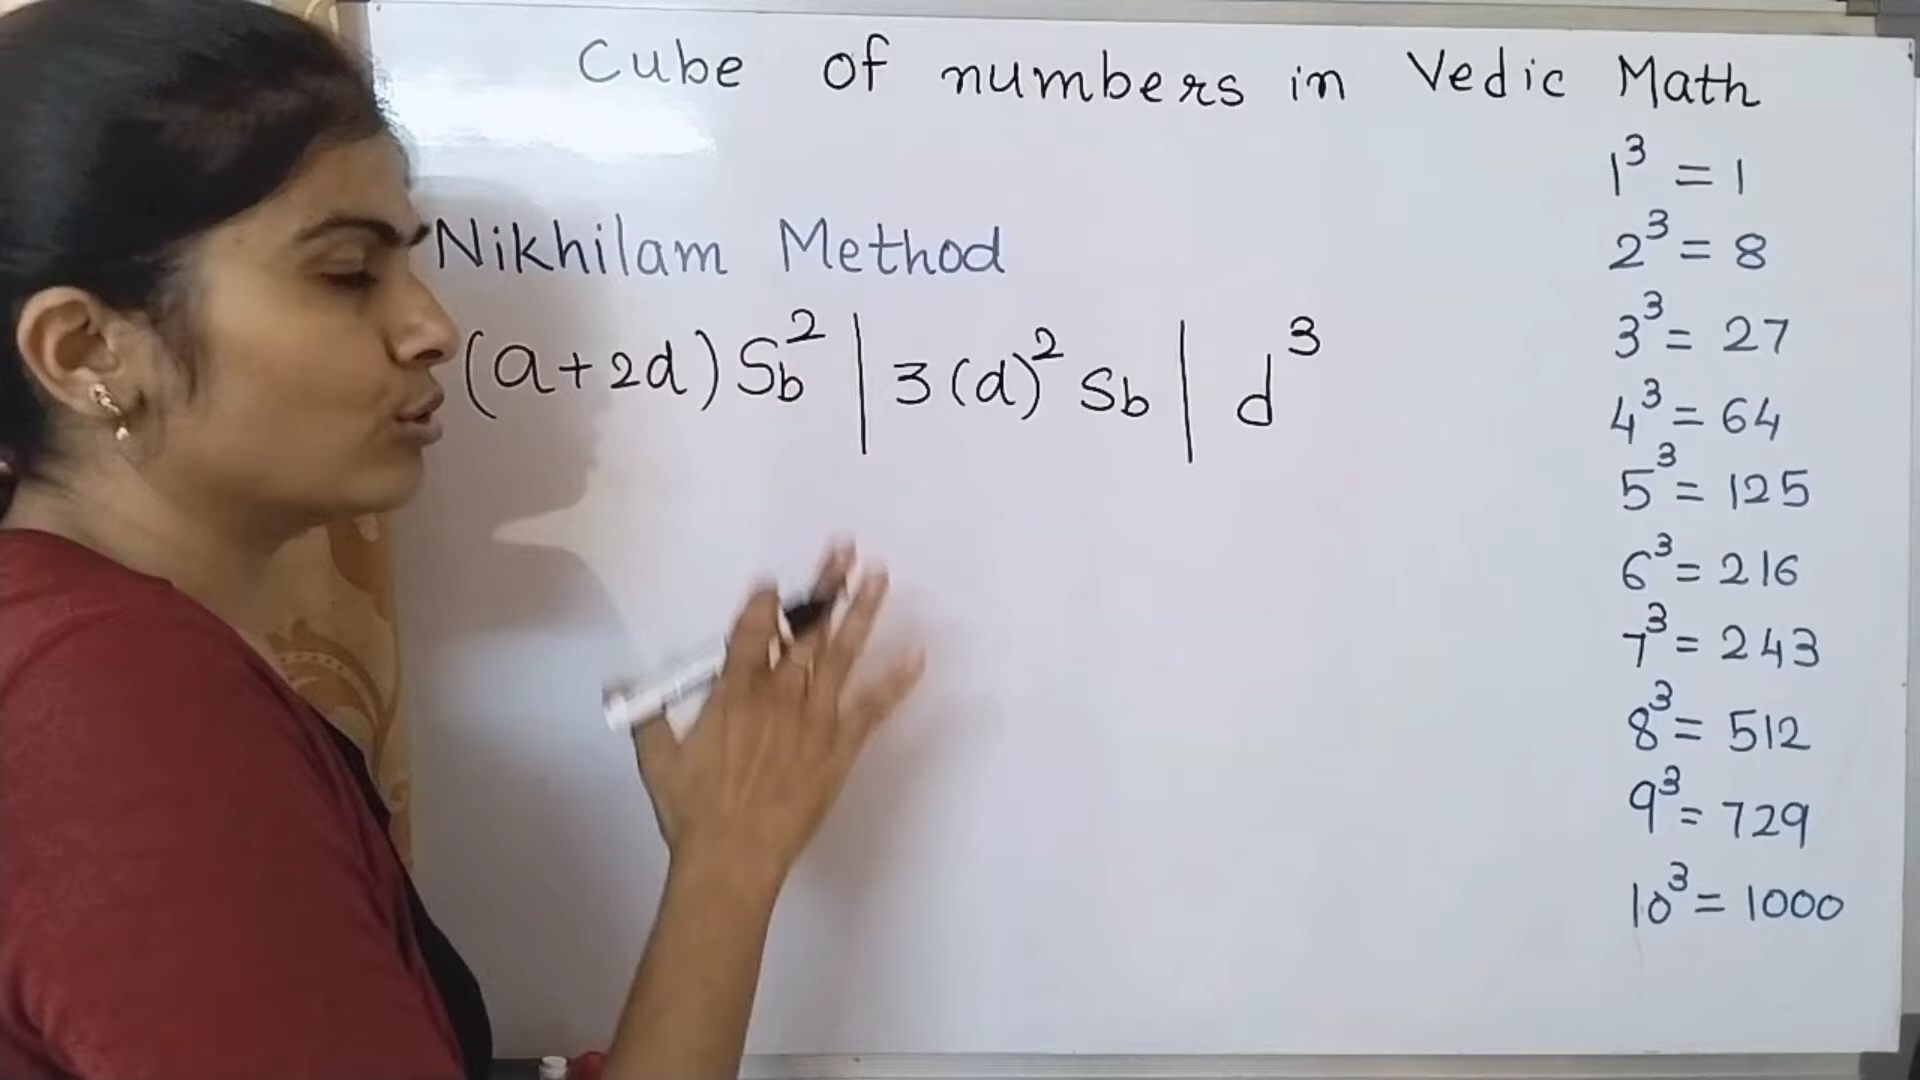 Cube of numbers in Vedic Math
Nikhilam Method
(a+2d) Sb² | 3(d)² Sb | d³
1³ = 1
2³ = 8
3³ = 27
4³ = 64
5³ = 125
6³ = 216
7³ = 243
8³ = 512
9³ = 729
10³ = 1000